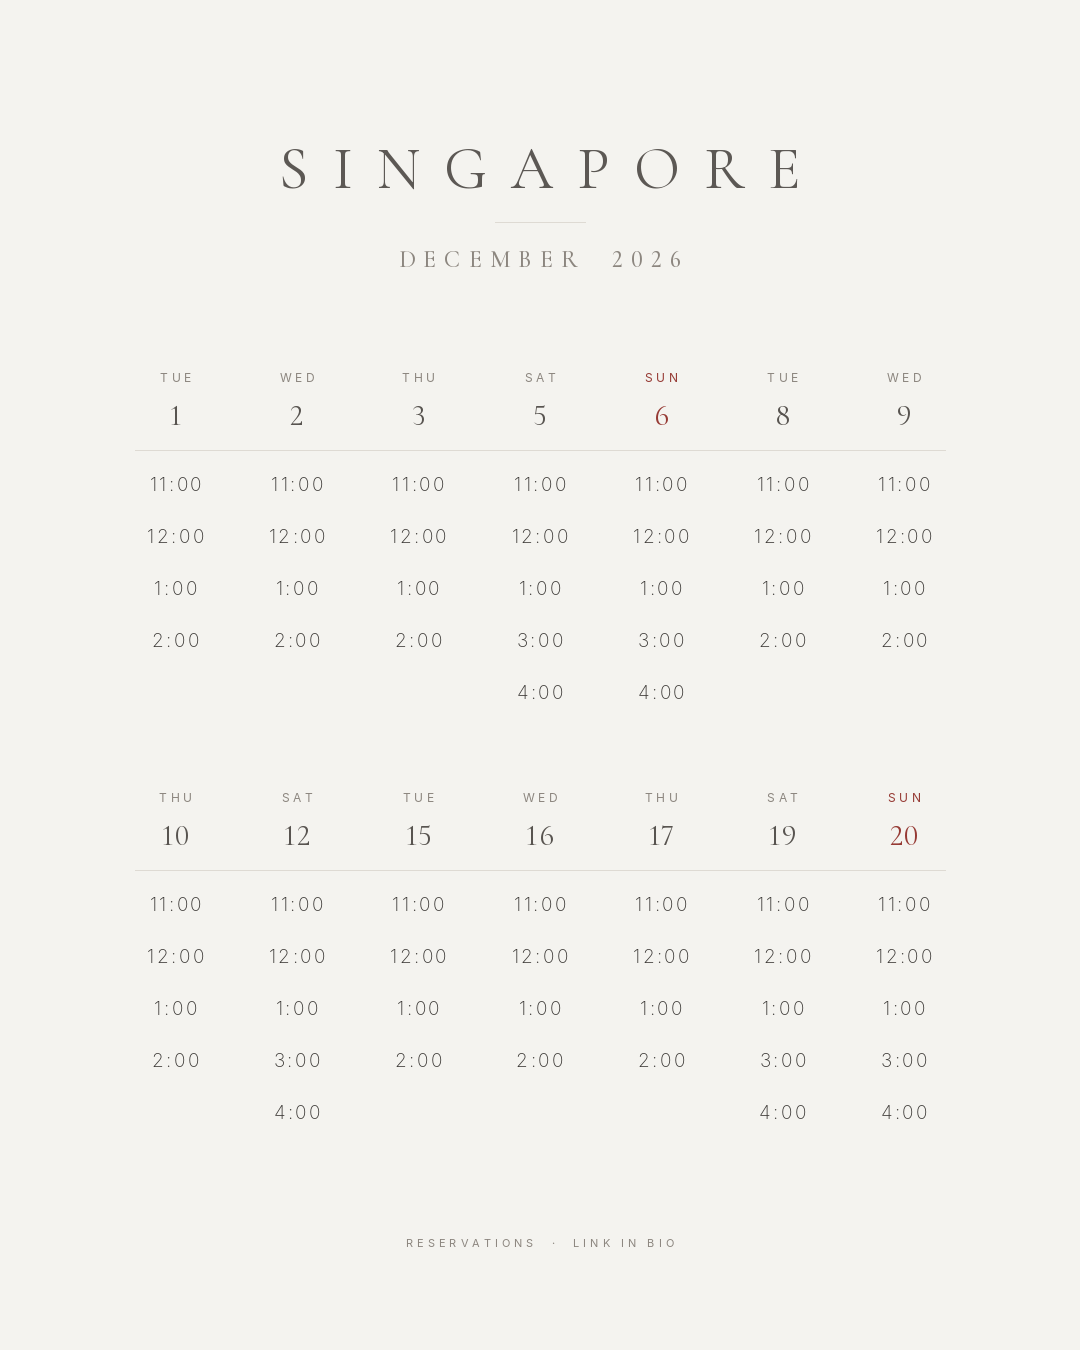 SINGAPORE
DECEMBER 2026
TUE WED THU SAT SUN TUE WED
1 2 3 5 6 8 9
11:00 11:00 11:00 11:00 11:00 11:00 11:00
12:00 12:00 12:00 12:00 12:00 12:00 12:00
1:00 1:00 1:00 1:00 1:00 1:00 1:00
2:00 2:00 2:00 3:00 3:00 2:00 2:00
4:00 4:00
THU SAT TUE WED THU SAT SUN
10 12 15 16 17 19 20
11:00 11:00 11:00 11:00 11:00 11:00 11:00
12:00 12:00 12:00 12:00 12:00 12:00 12:00
1:00 1:00 1:00 1:00 1:00 1:00 1:00
2:00 3:00 2:00 2:00 2:00 3:00 3:00
4:00 4:00 4:00
RESERVATIONS · LINK IN BIO